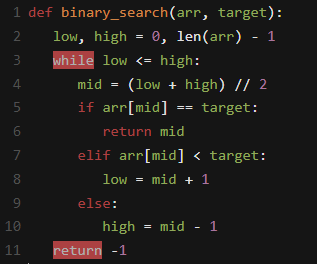 1 def binary_search(arr, target):
2     low, high = 0, len(arr) - 1
3     while low <= high:
4         mid = (low + high) // 2
5         if arr[mid] == target:
6             return mid
7         elif arr[mid] < target:
8             low = mid + 1
9         else:
10             high = mid - 1
11     return -1